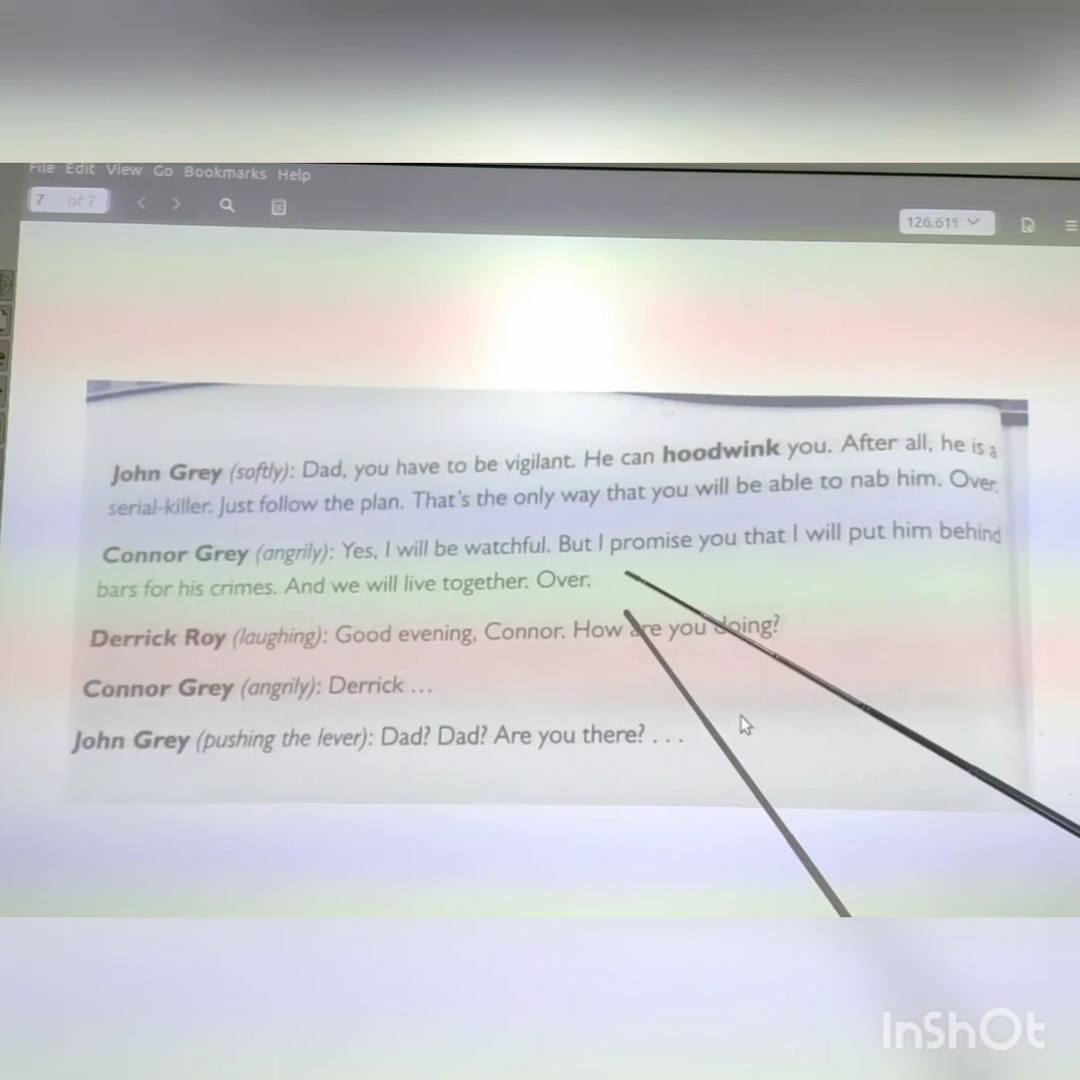 File Edit View Go Bookmarks Help
7 of 7
126.61%
John Grey (softly): Dad, you have to be vigilant. He can hoodwink you. After all, he is a
serial-killer. Just follow the plan. That's the only way that you will be able to nab him. Over.
Connor Grey (angrily): Yes, I will be watchful. But I promise you that I will put him behind
bars for his crimes. And we will live together. Over.
Derrick Roy (laughing): Good evening, Connor. How are you doing?
Connor Grey (angrily): Derrick ...
John Grey (pushing the lever): Dad? Dad? Are you there? . . .
InShOt